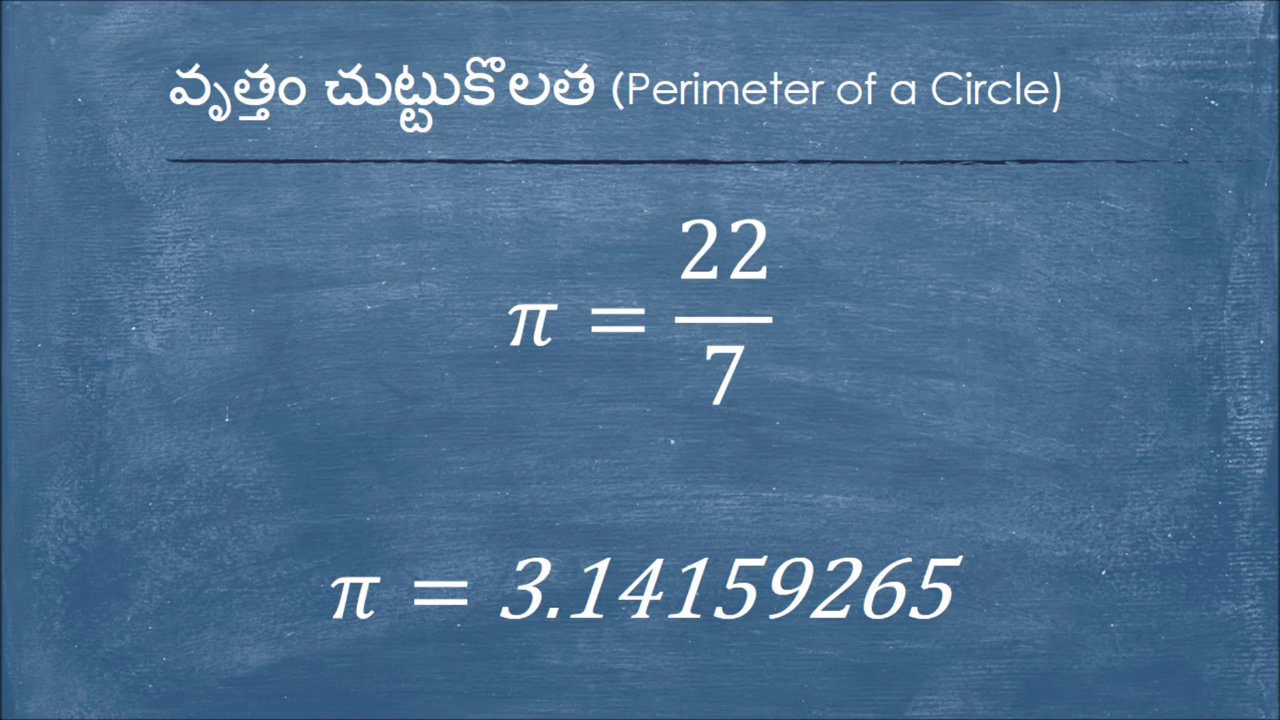 వృత్తం చుట్టుకొలత (Perimeter of a Circle)
π = 22/7
π = 3.14159265